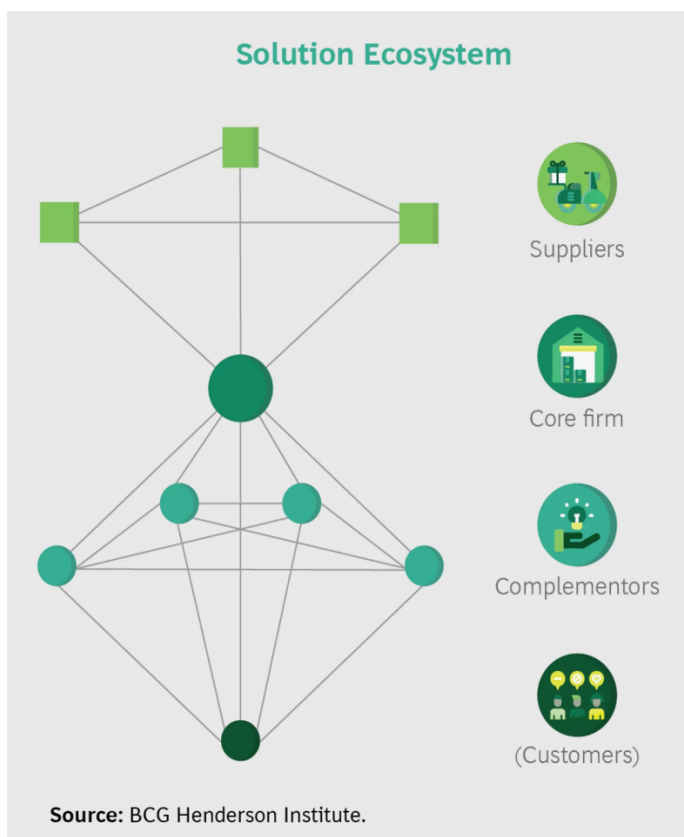 Solution Ecosystem
Suppliers
Core firm
Complementors
(Customers)
Source: BCG Henderson Institute.